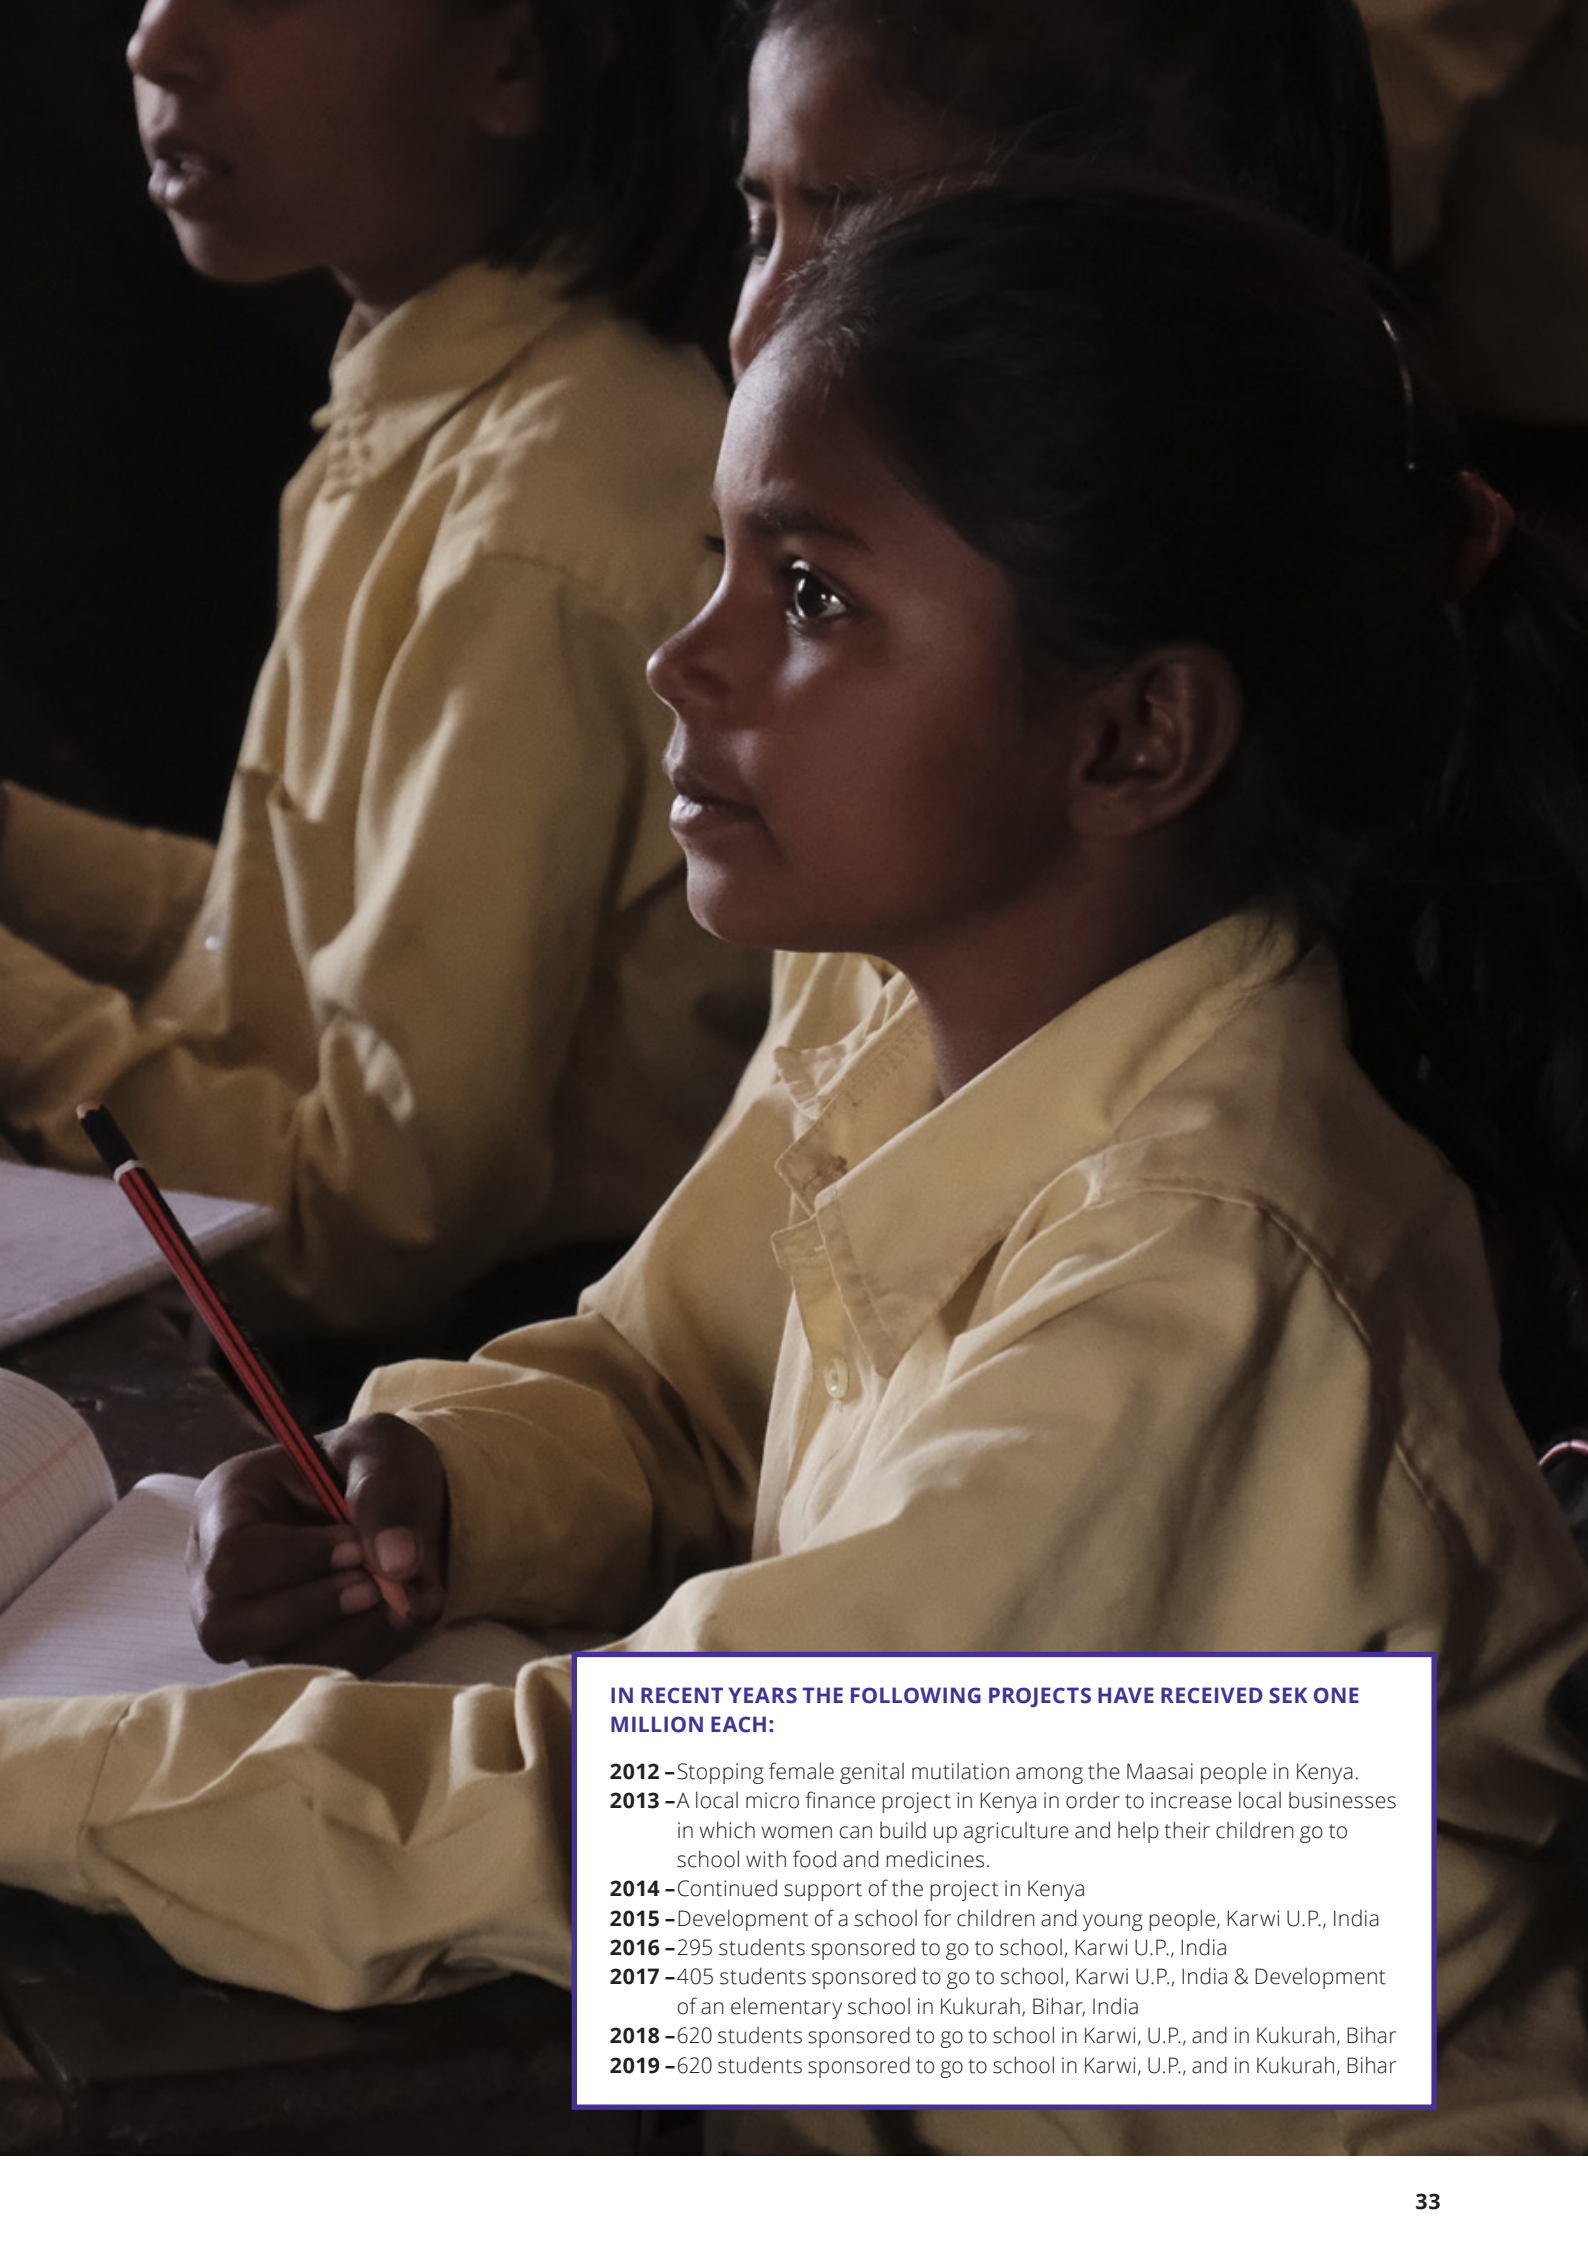 IN RECENT YEARS THE FOLLOWING PROJECTS HAVE RECEIVED SEK ONE
MILLION EACH:
2012 – Stopping female genital mutilation among the Maasai people in Kenya.
2013 – A local micro finance project in Kenya in order to increase local businesses
in which women can build up agriculture and help their children go to
school with food and medicines.
2014 – Continued support of the project in Kenya
2015 – Development of a school for children and young people, Karwi U.P., India
2016 – 295 students sponsored to go to school, Karwi U.P., India
2017 – 405 students sponsored to go to school, Karwi U.P., India & Development
of an elementary school in Kukurah, Bihar, India
2018 – 620 students sponsored to go to school in Karwi, U.P., and in Kukurah, Bihar
2019 – 620 students sponsored to go to school in Karwi, U.P., and in Kukurah, Bihar
33